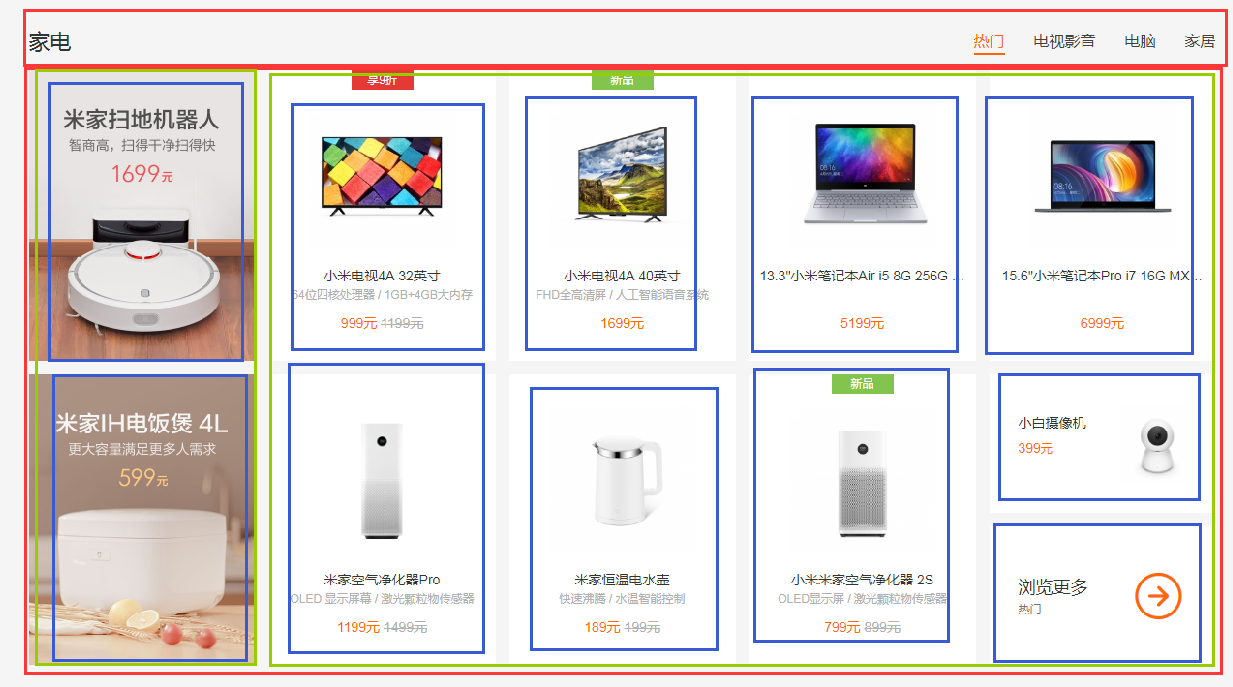 家电
热门 电视影音 电脑 家居
米家扫地机器人
智商高，扫得干净扫得快
1699元
米家IH电饭煲 4L
更大容量满足更多人需求
599元
享9折
小米电视4A 32英寸
64位四核处理器 / 1GB+4GB大内存
999元 1199元
新品
小米电视4A 40英寸
FHD全高清屏 / 人工智能语音系统
1699元
08:16
13.3"小米笔记本Air i5 8G 256G ...
5199元
08:16
15.6"小米笔记本Pro i7 16G MX...
6999元
米家空气净化器Pro
OLED 显示屏幕 / 激光颗粒物传感器
1199元 1499元
米家恒温电水壶
快速沸腾 / 水温智能控制
189元 199元
新品
小米米家空气净化器 2S
OLED显示屏 / 激光颗粒物传感器
799元 899元
小白摄像机
399元
浏览更多
热门